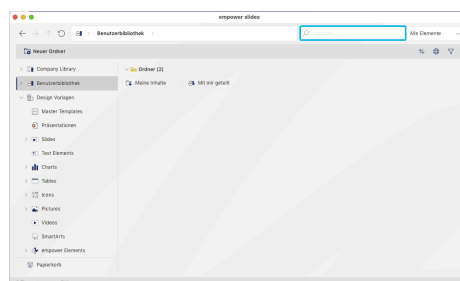 empower slides
Benutzerbibliothek
Alle Elemente
Neuer Ordner
Company Library
Ordner (2)
Benutzerbibliothek
Meine Inhalte
Mit mir geteilt
Design Vorlagen
Master Templates
Präsentationen
Slides
Text Elements
Charts
Tables
Icons
Pictures
Videos
SmartArts
empower Elements
Papierkorb